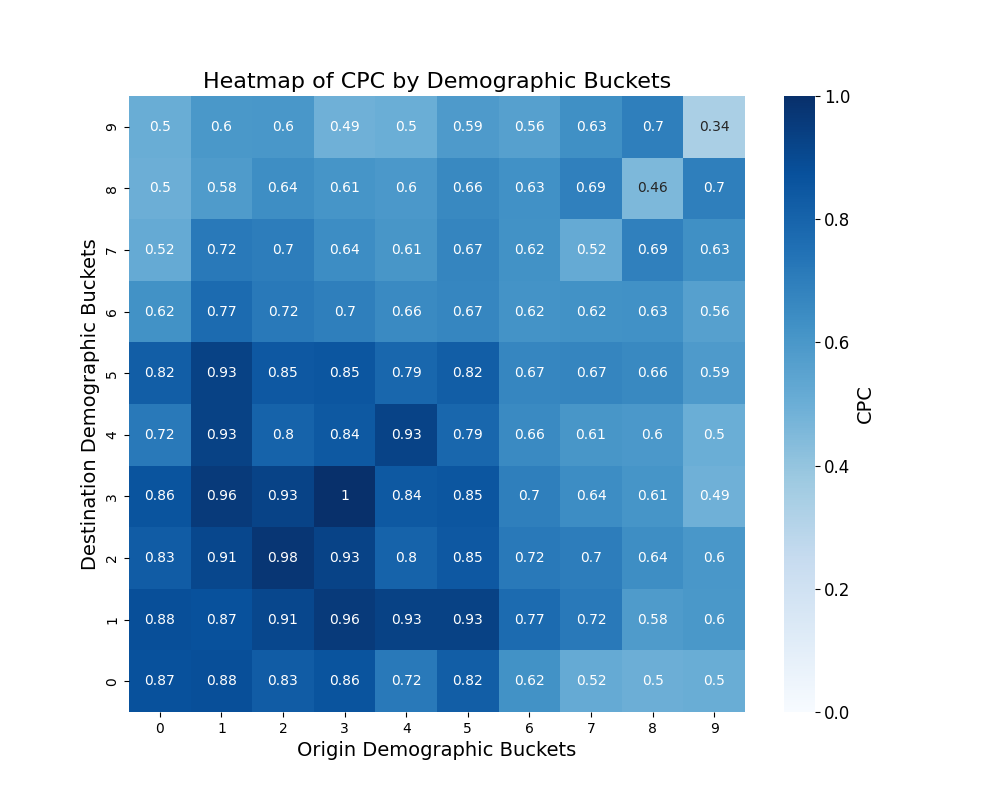 Heatmap of CPC by Demographic Buckets
9 0.5 0.6 0.6 0.49 0.5 0.59 0.56 0.63 0.7 0.34
8 0.5 0.58 0.64 0.61 0.6 0.66 0.63 0.69 0.46 0.7
7 0.52 0.72 0.7 0.64 0.61 0.67 0.62 0.52 0.69 0.63
6 0.62 0.77 0.72 0.7 0.66 0.67 0.62 0.62 0.63 0.56
5 0.82 0.93 0.85 0.85 0.79 0.82 0.67 0.67 0.66 0.59
4 0.72 0.93 0.8 0.84 0.93 0.79 0.66 0.61 0.6 0.5
3 0.86 0.96 0.93 1 0.84 0.85 0.7 0.64 0.61 0.49
2 0.83 0.91 0.98 0.93 0.8 0.85 0.72 0.7 0.64 0.6
1 0.88 0.87 0.91 0.96 0.93 0.93 0.77 0.72 0.58 0.6
0 0.87 0.88 0.83 0.86 0.72 0.82 0.62 0.52 0.5 0.5
0 1 2 3 4 5 6 7 8 9
Origin Demographic Buckets
Destination Demographic Buckets
1.0
0.8
0.6
0.4
0.2
0.0
CPC